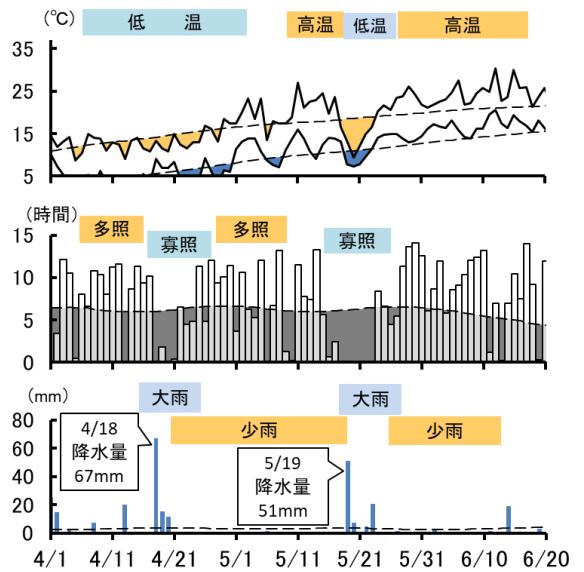 (℃)
低 温
高温
低温
高温
35
25
15
5
(時間)
多照
寡照
多照
寡照
15
10
5
0
(mm)
大雨
大雨
少雨
少雨
4/18
降水量
67mm
5/19
降水量
51mm
80
60
40
20
0
4/1 4/11 4/21 5/1 5/11 5/21 5/31 6/10 6/20